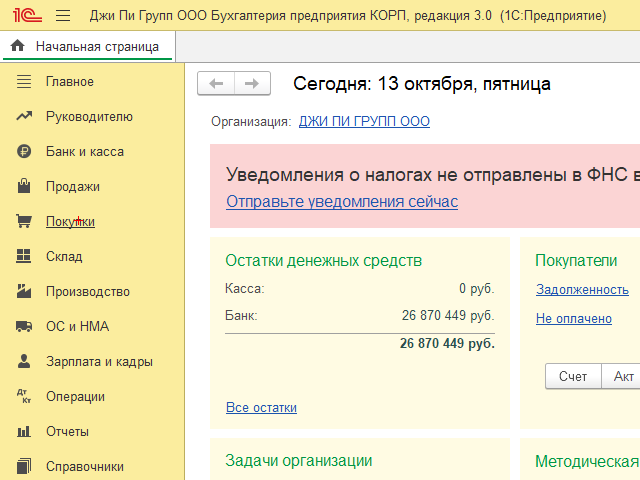 1С Джи Пи Групп ООО Бухгалтерия предприятия КОРП, редакция 3.0 (1С:Предприятие)
Начальная страница
Главное
Руководителю
Банк и касса
Продажи
Покупки
Склад
Производство
ОС и НМА
Зарплата и кадры
Дт Кт Операции
Отчеты
Справочники
Сегодня: 13 октября, пятница
Организация: ДЖИ ПИ ГРУПП ООО
Уведомления о налогах не отправлены в ФНС в
Отправьте уведомления сейчас
Остатки денежных средств
Касса: 0 руб.
Банк: 26 870 449 руб.
26 870 449 руб.
Все остатки
Покупатели
Задолженность
Не оплачено
Счет Акт
Задачи организации
Методическая